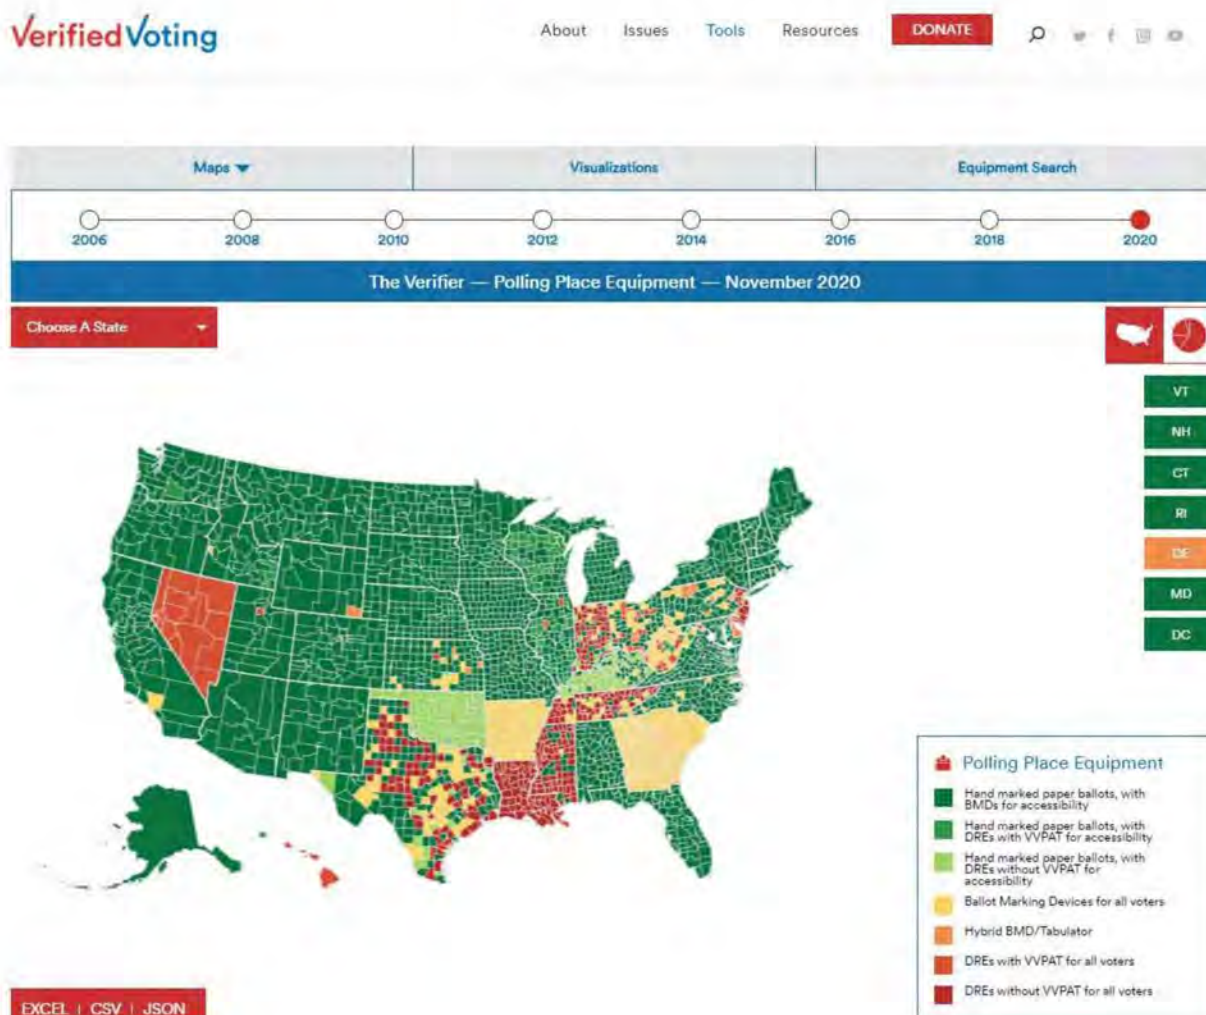 VerifiedVoting
About Issues Tools Resources DONATE
Maps Visualizations Equipment Search
2006 2008 2010 2012 2014 2016 2018 2020
The Verifier — Polling Place Equipment — November 2020
Choose A State
VT
NH
CT
RI
DE
MD
DC
Polling Place Equipment
Hand marked paper ballots, with
BMDs for accessibility
Hand marked paper ballots, with
DREs with VVPAT for accessibility
Hand marked paper ballots, with
DREs without VVPAT for
accessibility
Ballot Marking Devices for all voters
Hybrid BMD/Tabulator
DREs with VVPAT for all voters
DREs without VVPAT for all voters
EXCEL | CSV | JSON